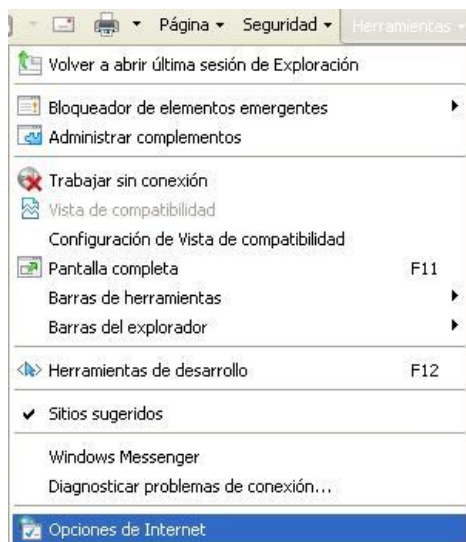 Página Seguridad Herramientas
Volver a abrir última sesión de Exploración
Bloqueador de elementos emergentes
Administrar complementos
Trabajar sin conexión
Vista de compatibilidad
Configuración de Vista de compatibilidad
Pantalla completa F11
Barras de herramientas
Barras del explorador
Herramientas de desarrollo F12
Sitios sugeridos
Windows Messenger
Diagnosticar problemas de conexión...
Opciones de Internet